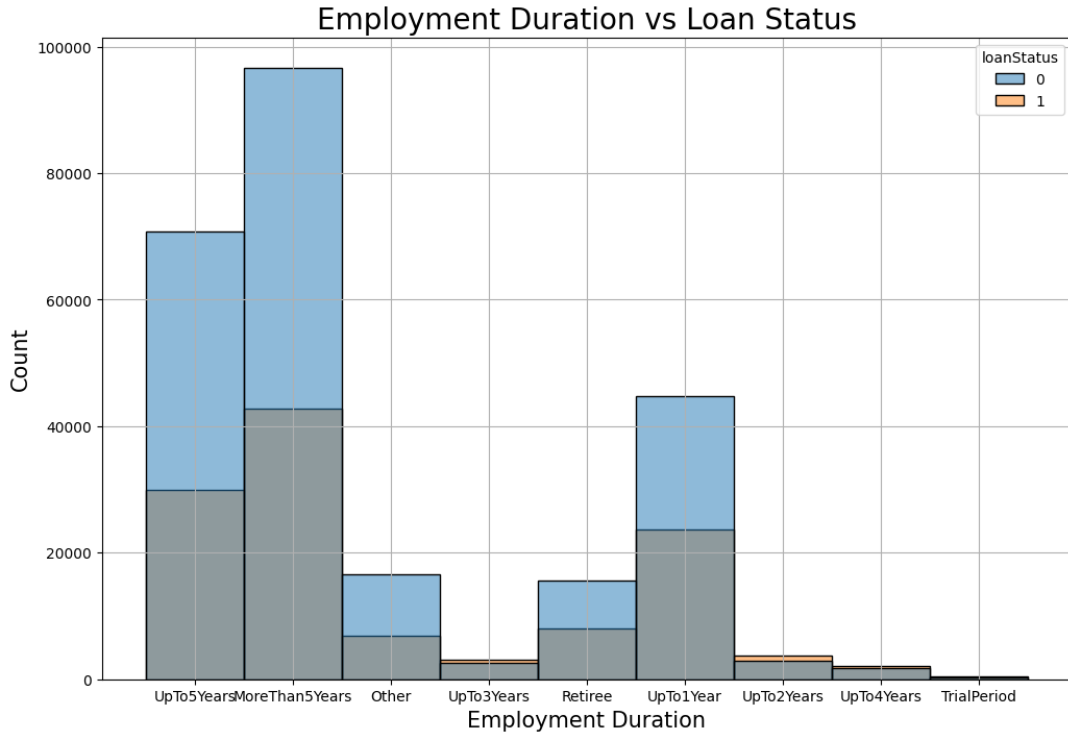 Employment Duration vs Loan Status
100000
80000
60000
40000
20000
0
Count
loanStatus
0
1
UpTo5Years MoreThan5Years Other UpTo3Years Retiree UpTo1Year UpTo2Years UpTo4Years TrialPeriod
Employment Duration